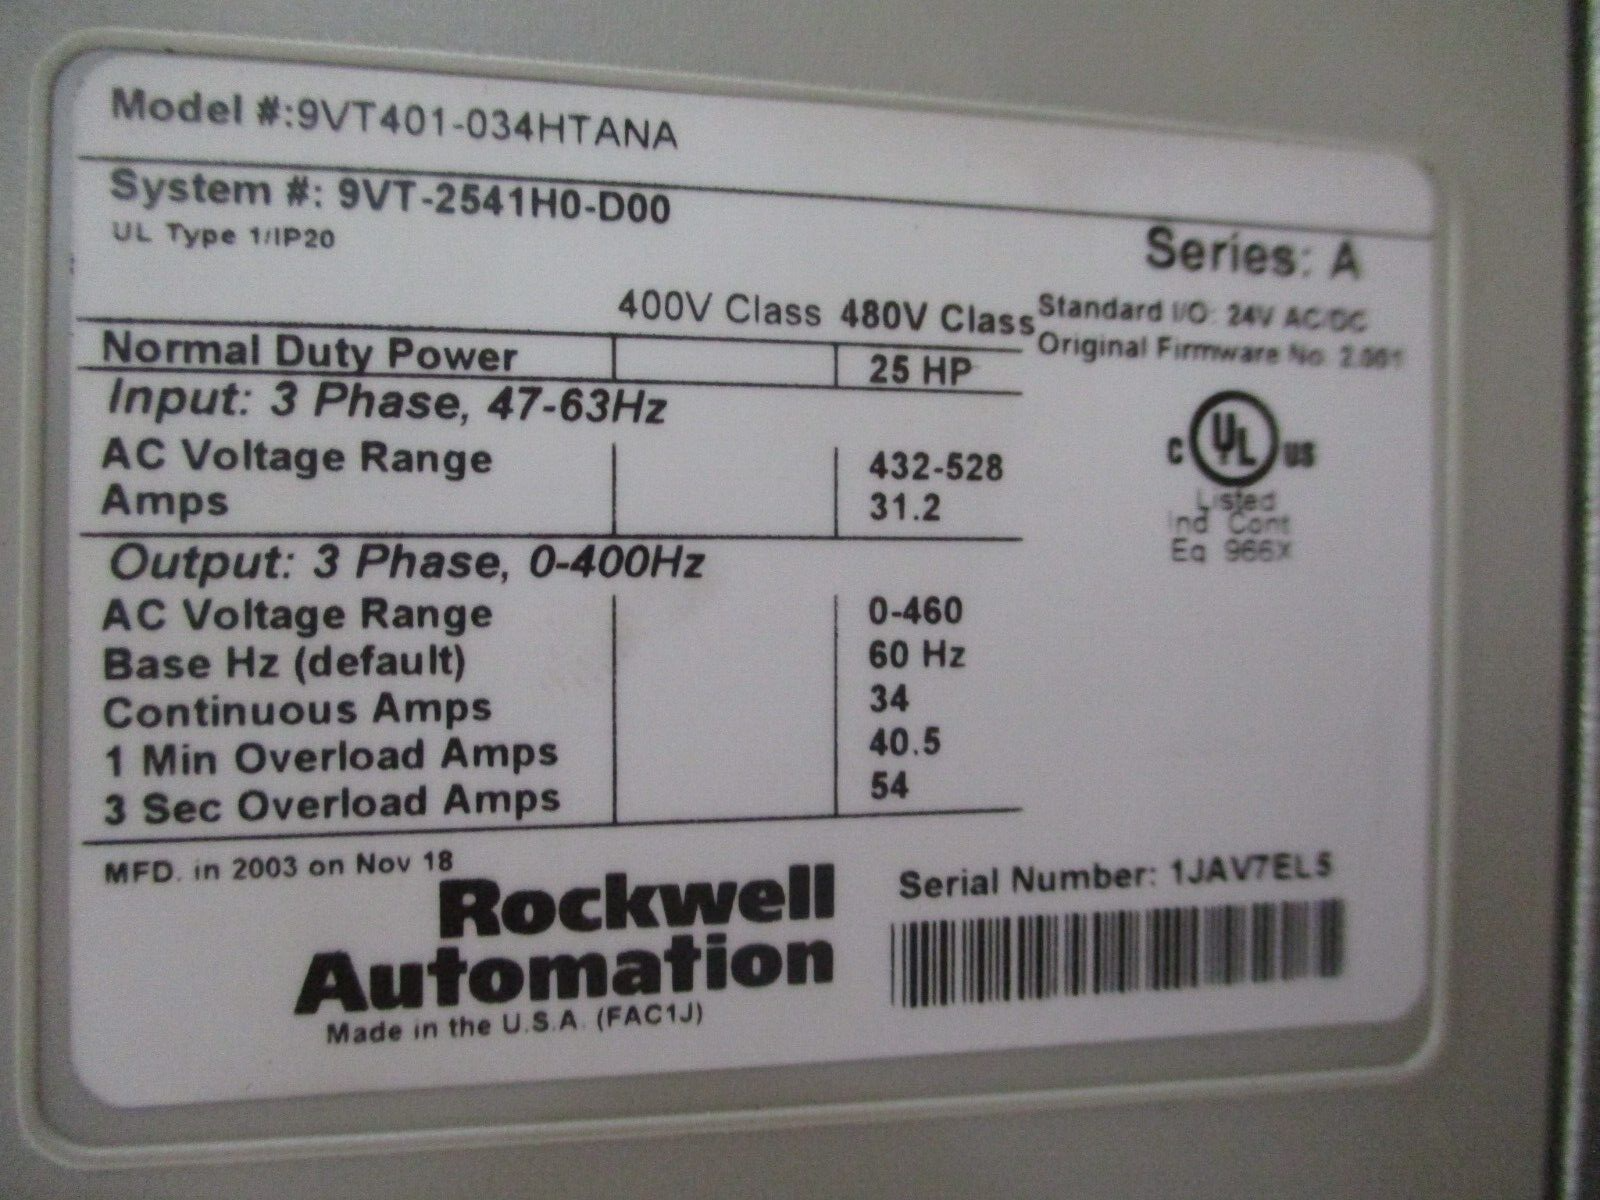 Model #:9VT401-034HTANA
System #: 9VT-2541H0-D00
UL Type 1/IP20
Series: A
400V Class 480V Class
Standard I/O: 24V AC/DC
Original Firmware No. 2.001
Normal Duty Power 25 HP
Input: 3 Phase, 47-63Hz
AC Voltage Range 432-528
Amps 31.2
C UL US
Listed
Ind Cont
Eq 966X
Output: 3 Phase, 0-400Hz
AC Voltage Range 0-460
Base Hz (default) 60 Hz
Continuous Amps 34
1 Min Overload Amps 40.5
3 Sec Overload Amps 54
MFD. in 2003 on Nov 18
Rockwell
Automation
Made in the U.S.A. (FAC1J)
Serial Number: 1JAV7EL5